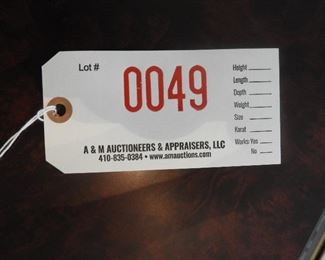 Lot #
0049
Height
Length
Depth
Weight
Size
Karat
Works: Yes
No
A & M AUCTIONEERS & APPRAISERS, LLC
410-835-0384 • www.amauctions.com